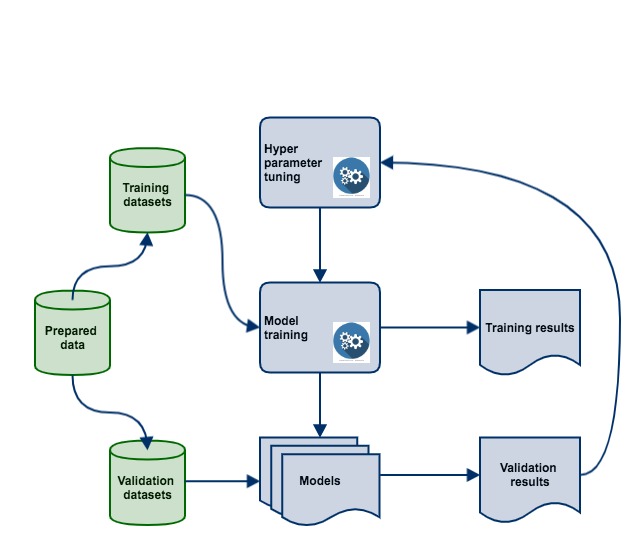 Hyper
parameter
tuning
Training
datasets
Prepared
data
Model
training
Training results
Validation
datasets
Models
Validation
results